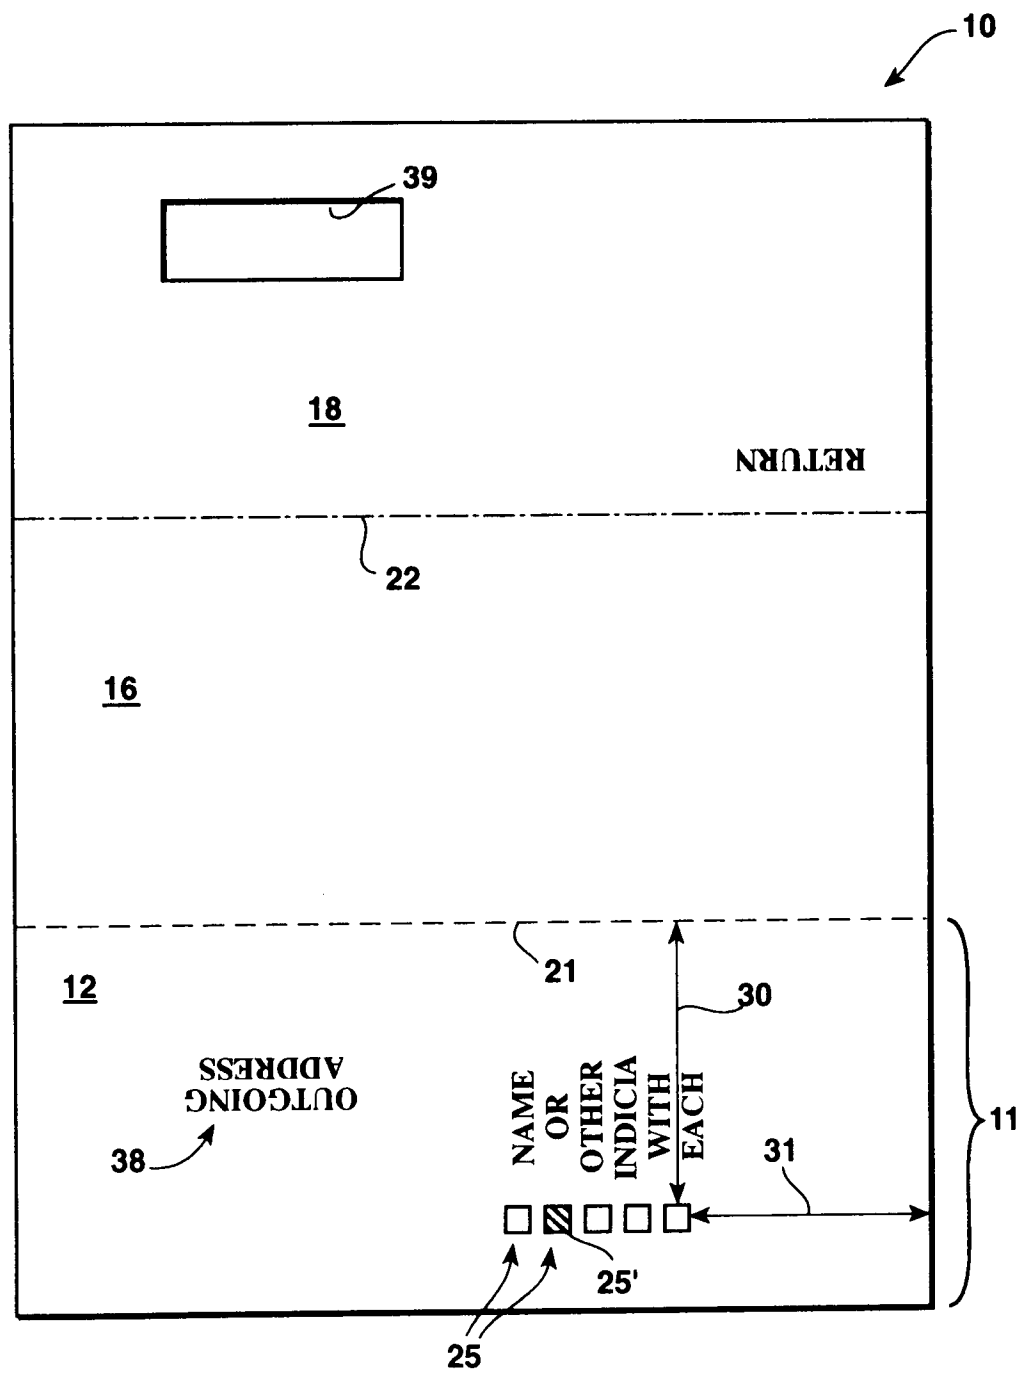 10
39
18
RETURN
22
16
21
12
30
OUTGOING
ADDRESS
38
NAME
OR
OTHER
INDICIA
WITH
EACH
31
11
25'
25